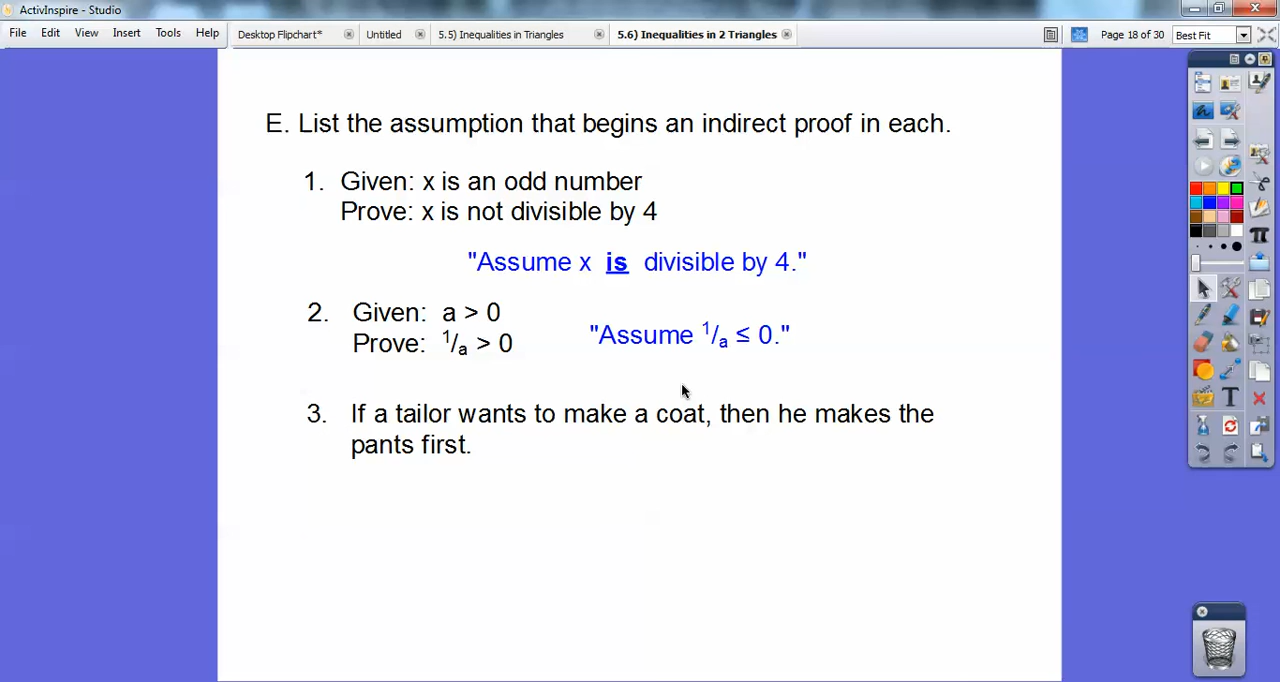 ActivInspire - Studio
File Edit View Insert Tools Help
Desktop Flipchart* Untitled 5.5) Inequalities in Triangles 5.6) Inequalities in 2 Triangles
Page 18 of 30 Best Fit
E. List the assumption that begins an indirect proof in each.
1. Given: x is an odd number
Prove: x is not divisible by 4
"Assume x is divisible by 4."
2. Given: a > 0
Prove: ¹/ₐ > 0
"Assume ¹/ₐ ≤ 0."
3. If a tailor wants to make a coat, then he makes the
pants first.